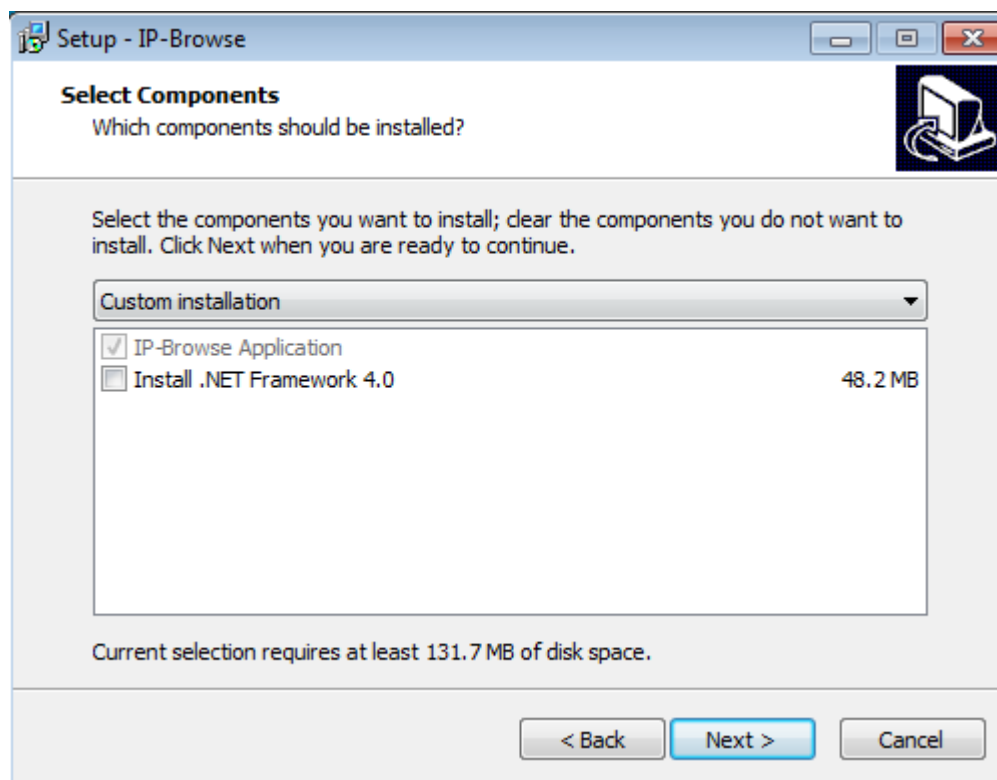 Setup - IP-Browse
Select Components
Which components should be installed?
Select the components you want to install; clear the components you do not want to
install. Click Next when you are ready to continue.
Custom installation
IP-Browse Application
Install .NET Framework 4.0 48.2 MB
Current selection requires at least 131.7 MB of disk space.
< Back Next > Cancel